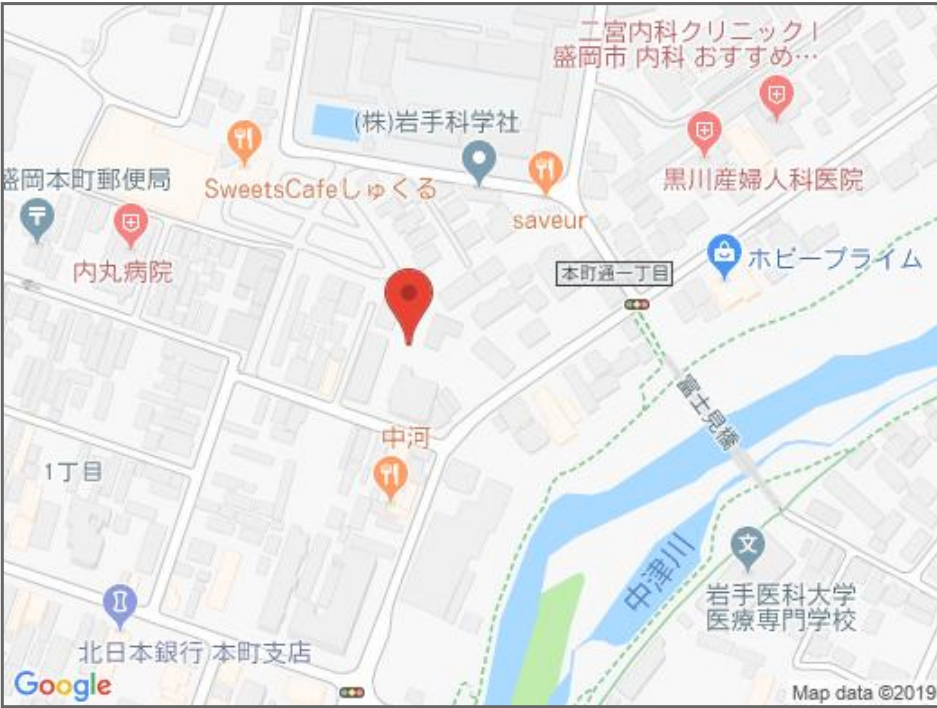 二宮内科クリニック |
盛岡市 内科 おすすめ…
(株)岩手科学社
盛岡本町郵便局
SweetsCafeしゅくる
黒川産婦人科医院
saveur
内丸病院
本町通一丁目
ホビープライム
富士見橋
中河
1丁目
中津川
岩手医科大学
医療専門学校
北日本銀行 本町支店
Google
Map data ©2019